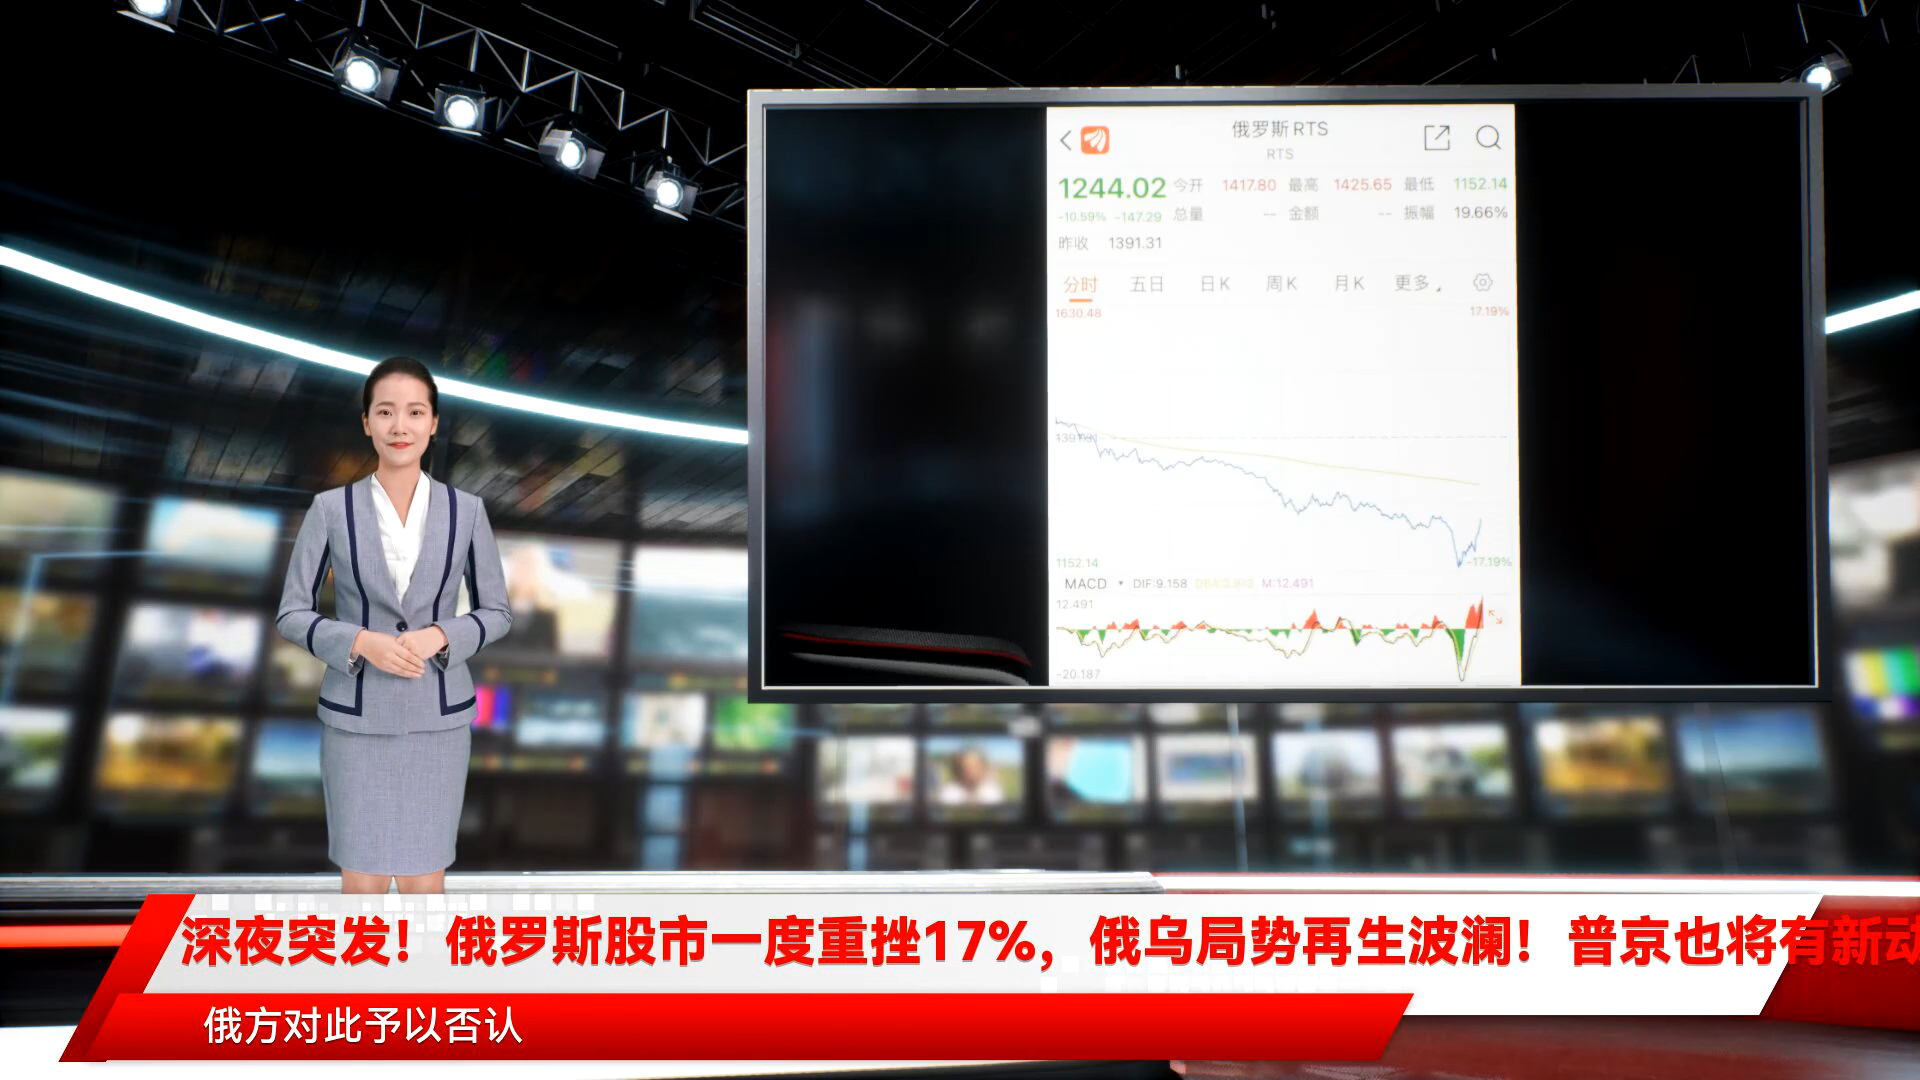 俄罗斯RTS
RTS
1244.02 今开 1417.80 最高 1425.65 最低 1152.14
-10.59% -147.29 总量 -- 金额 -- 振幅 19.66%
昨收 1391.31
分时 五日 日K 周K 月K 更多
1630.48 17.19%
1152.14 -17.19%
MACD DIF:9.158 M:12.491
12.491
-20.187
深夜突发！俄罗斯股市一度重挫17%，俄乌局势再生波澜！普京也将有新动
俄方对此予以否认